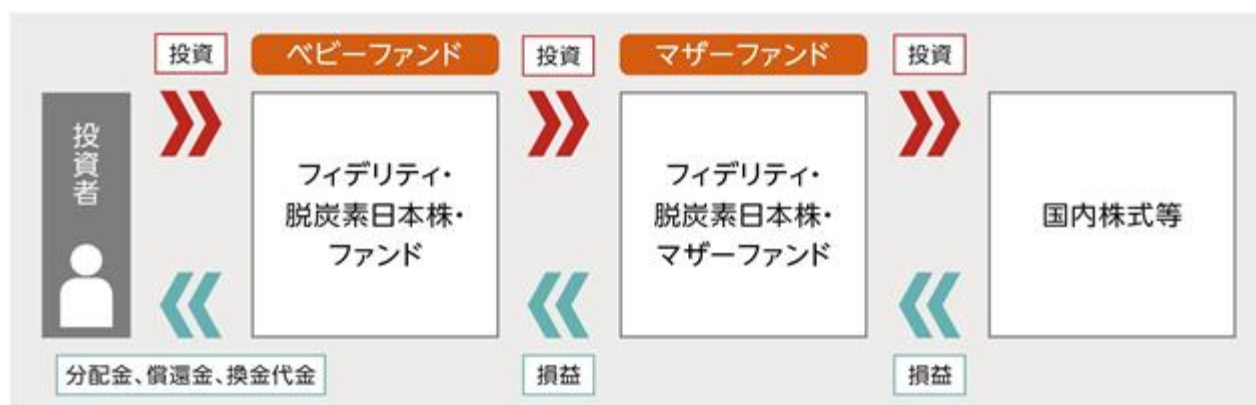 投資
ベビーファンド
投資
マザーファンド
投資
投資者
フィデリティ・
脱炭素日本株・
ファンド
フィデリティ・
脱炭素日本株・
マザーファンド
国内株式等
分配金、償還金、換金代金
損益
損益